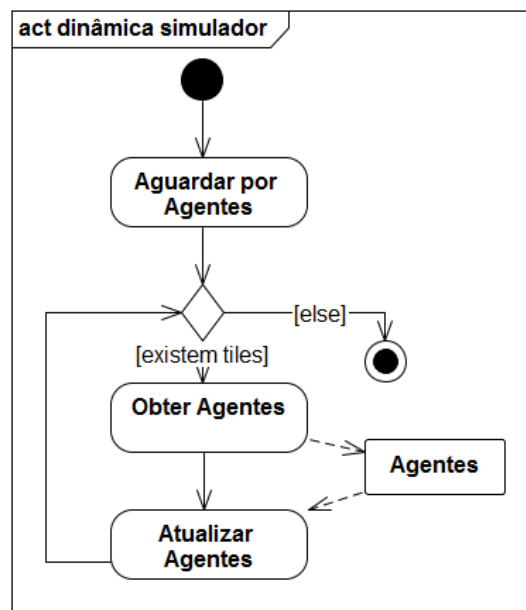 act dinâmica simulador
Aguardar por
Agentes
[else]
[existem tiles]
Obter Agentes
Agentes
Atualizar
Agentes